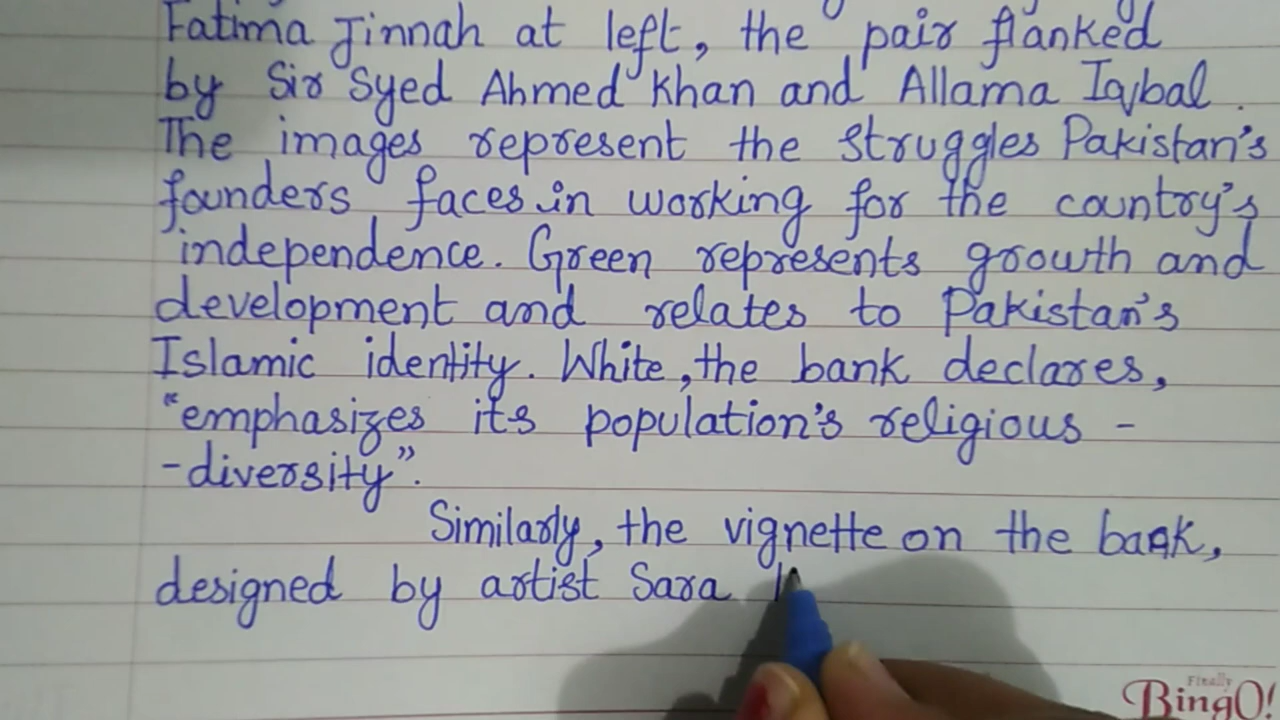 Fatima Jinnah at left, the pair flanked
by Sir Syed Ahmed Khan and Allama Iqbal.
The images represent the struggles Pakistan's
founders faces in working for the country's
independence. Green represents growth and
development and relates to Pakistan's
Islamic identity. White, the bank declares,
"emphasizes its population's religious -
-diversity".
Similarly, the vignette on the back,
designed by artist Sara
Finally
BingO!